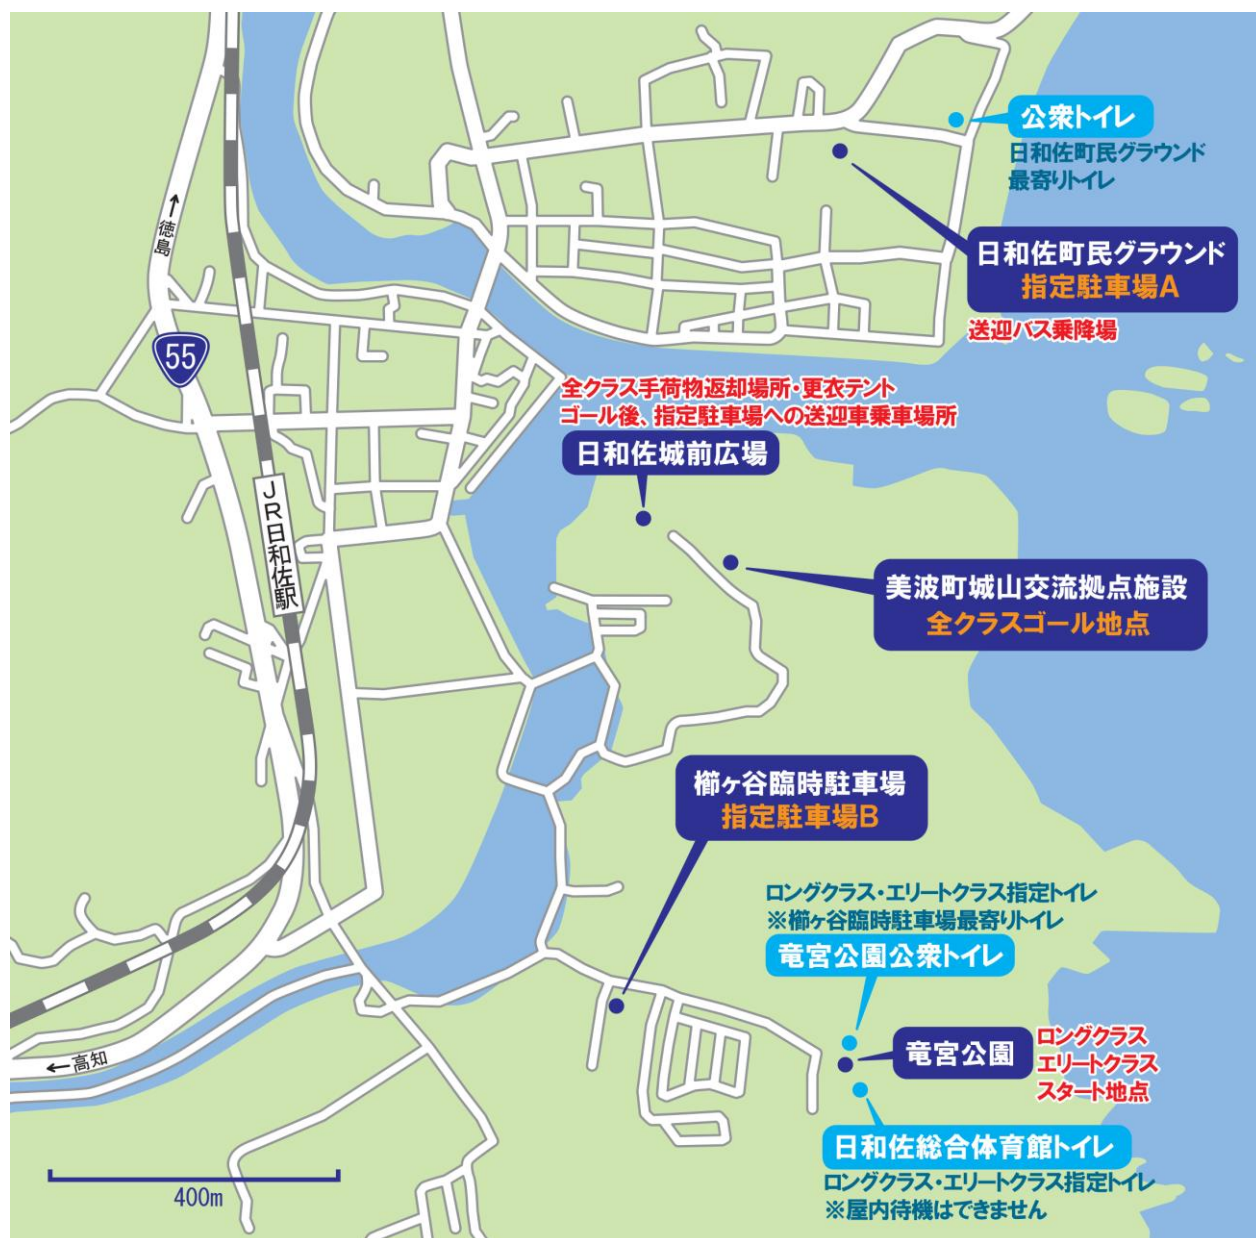 公衆トイレ
日和佐町民グラウンド
最寄りトイレ
日和佐町民グラウンド
指定駐車場A
送迎バス乗降場
←徳島
55
全クラス手荷物返却場所・更衣テント
ゴール後、指定駐車場への送迎車乗車場所
日和佐城前広場
JR日和佐駅
美波町城山交流拠点施設
全クラスゴール地点
櫛ヶ谷臨時駐車場
指定駐車場B
ロングクラス・エリートクラス指定トイレ
※櫛ヶ谷臨時駐車場最寄りトイレ
竜宮公園公衆トイレ
竜宮公園
ロングクラス
エリートクラス
スタート地点
←高知
日和佐総合体育館トイレ
ロングクラス・エリートクラス指定トイレ
※屋内待機はできません
400m